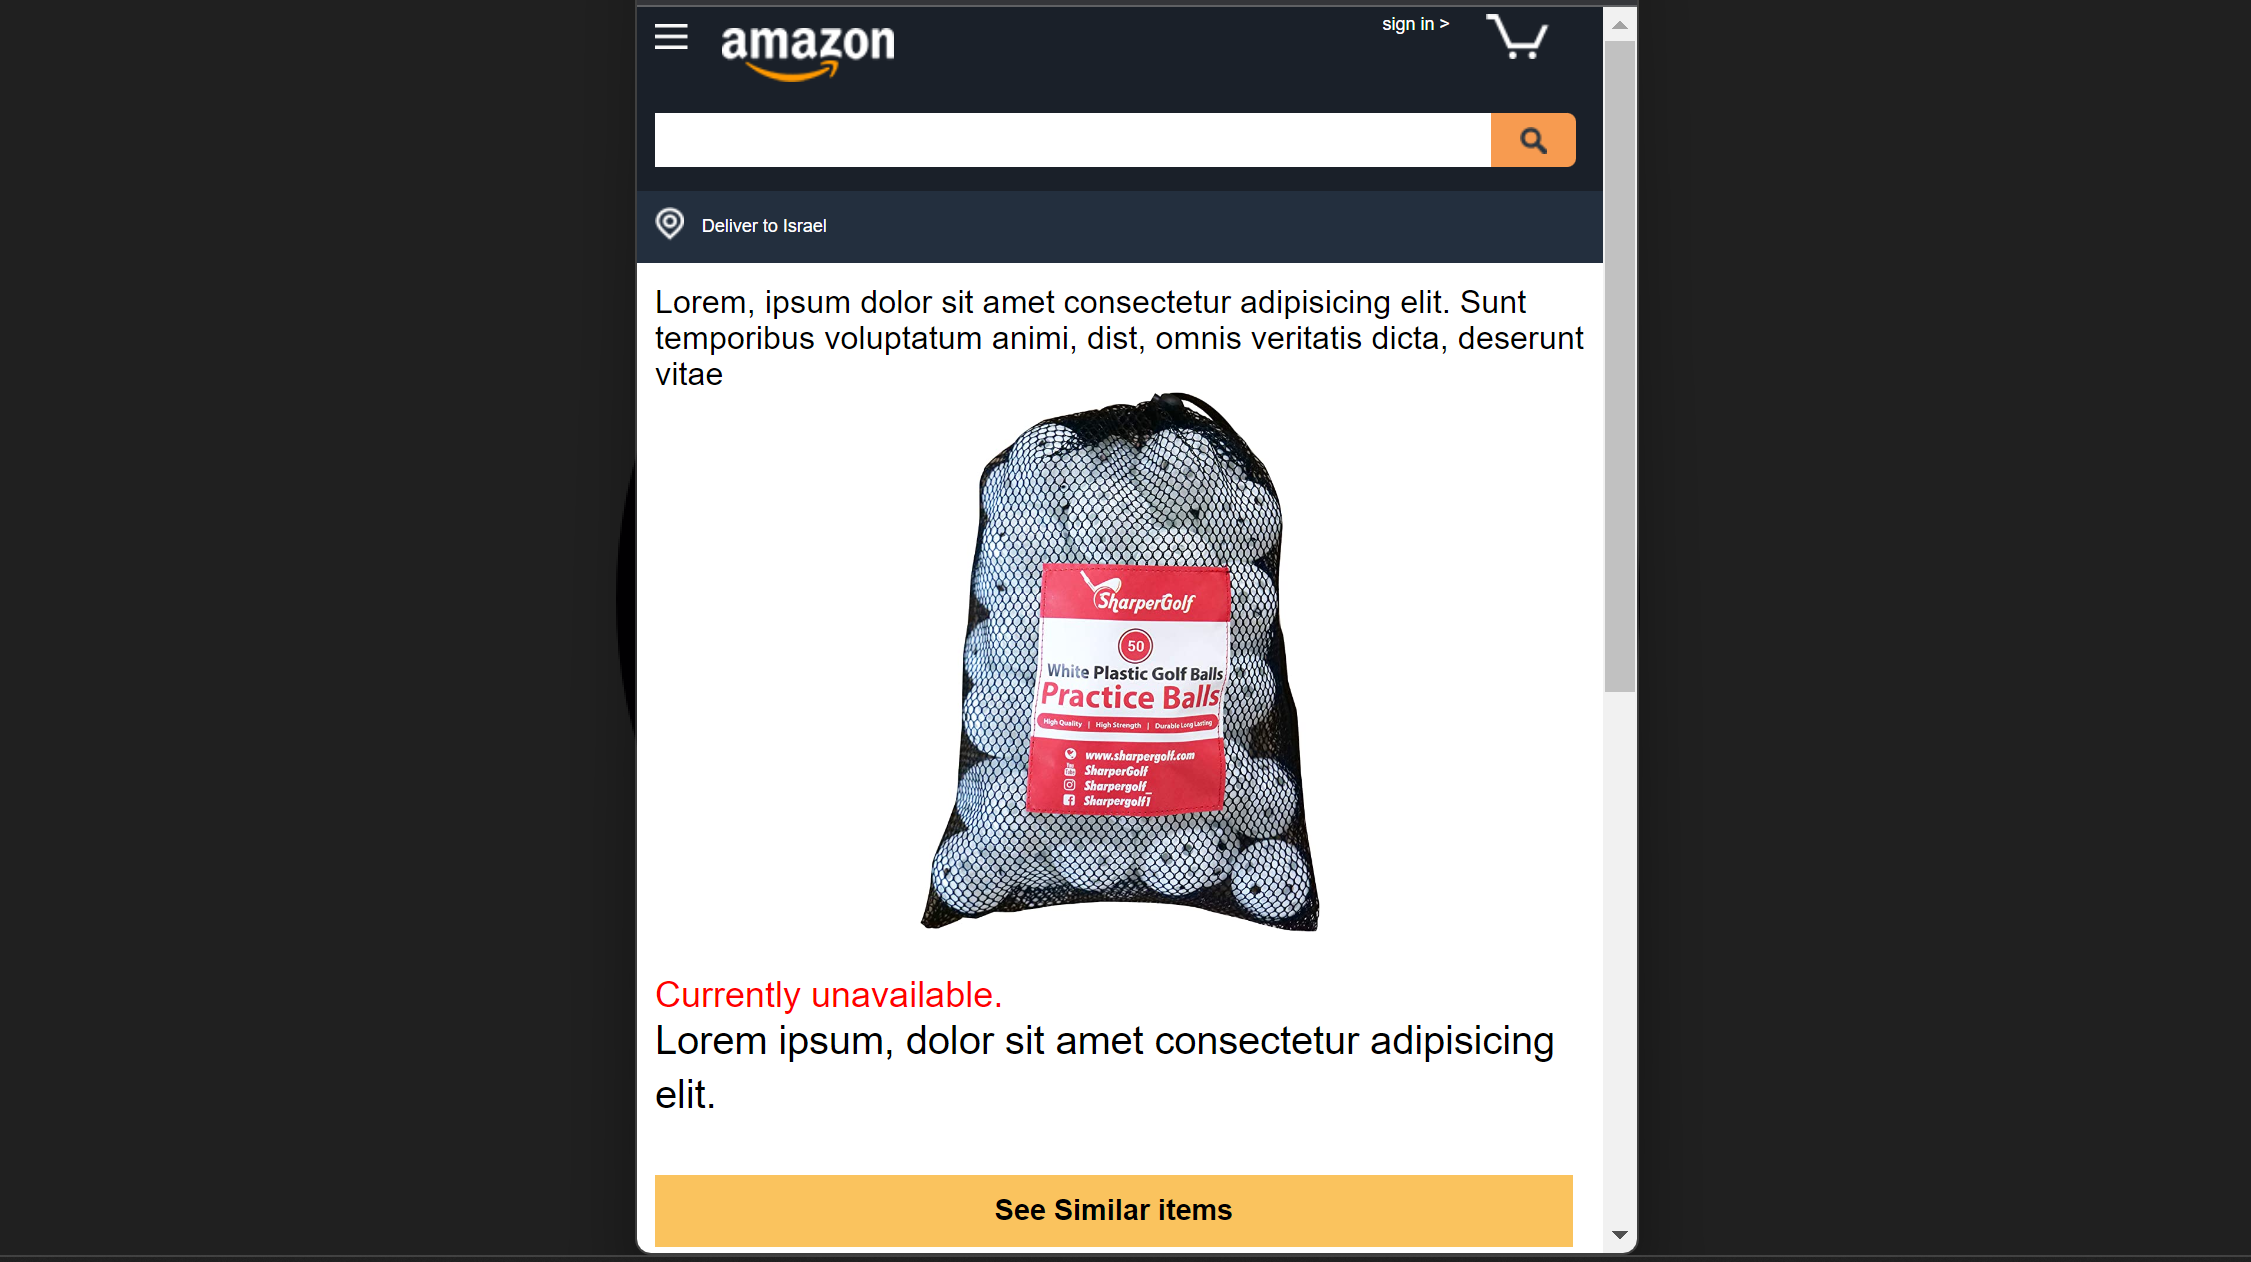 amazon
sign in >
Deliver to Israel
Lorem, ipsum dolor sit amet consectetur adipisicing elit. Sunt
temporibus voluptatum animi, dist, omnis veritatis dicta, deserunt
vitae
SharperGolf
50
White Plastic Golf Balls
Practice Balls
High Quality | High Strength | Durable Long Lasting
www.sharpergolf.com
You Tube SharperGolf
Sharpergolf_
Sharpergolf1
Currently unavailable.
Lorem ipsum, dolor sit amet consectetur adipisicing
elit.
See Similar items